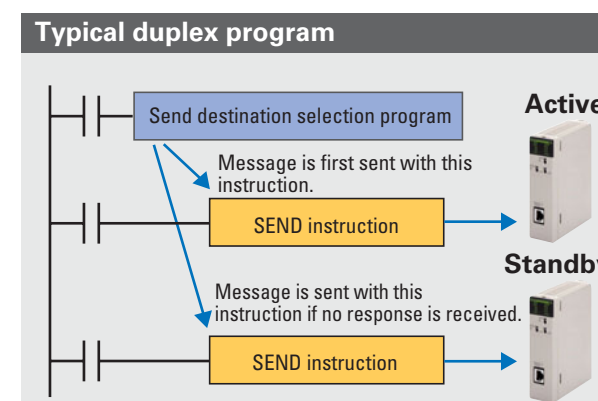 Typical duplex program
Send destination selection program
Active
Message is first sent with this
instruction.
SEND instruction
Standby
Message is sent with this
instruction if no response is received.
SEND instruction